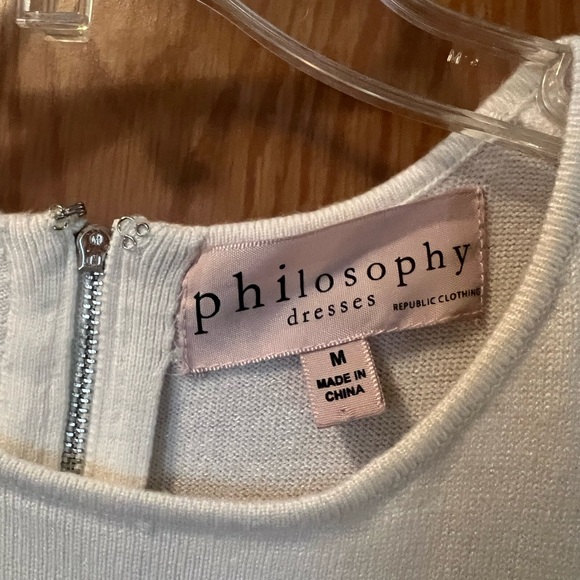 philosophy
dresses REPUBLIC CLOTHING
M
MADE IN
CHINA